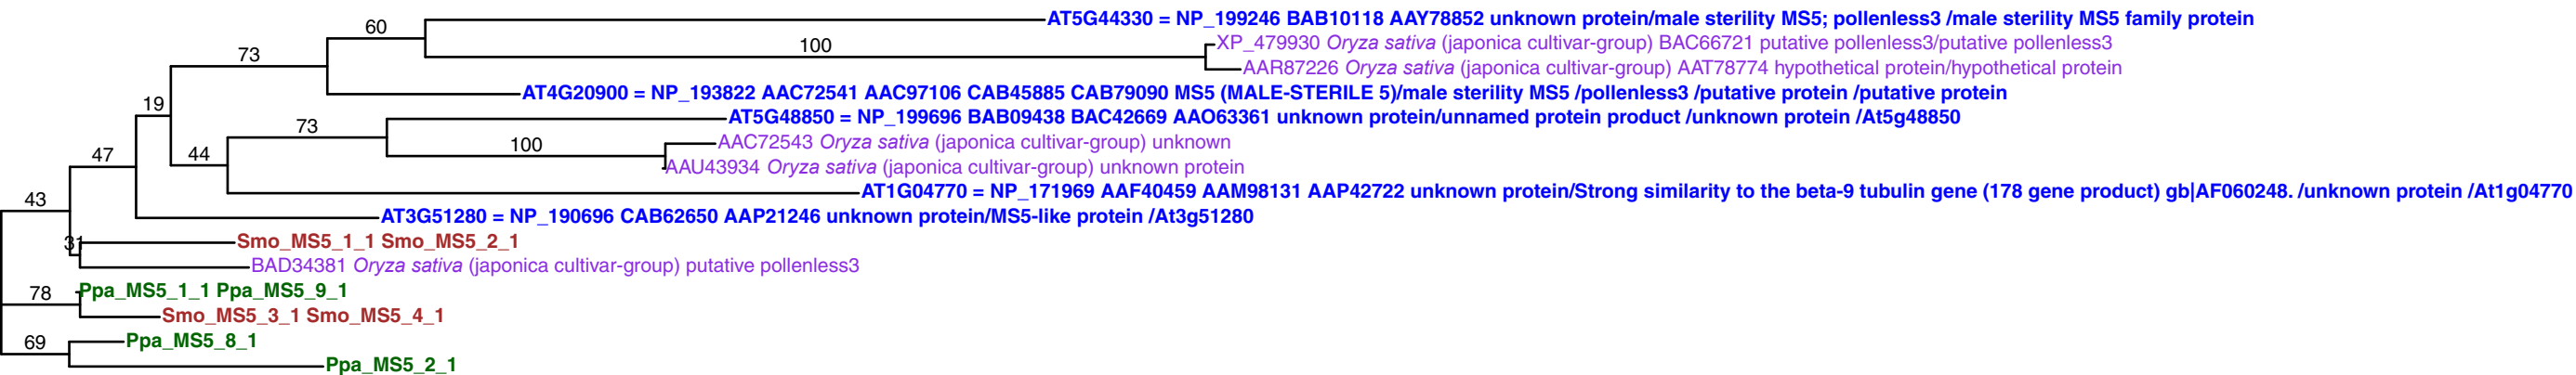 60 AT5G44330 = NP_199246 BAB10118 AAY78852 unknown protein/male sterility MS5; pollenless3 /male sterility MS5 family protein
100 XP_479930 Oryza sativa (japonica cultivar-group) BAC66721 putative pollenless3/putative pollenless3
73
AAR87226 Oryza sativa (japonica cultivar-group) AAT78774 hypothetical protein/hypothetical protein
AT4G20900 = NP_193822 AAC72541 AAC97106 CAB45885 CAB79090 MS5 (MALE-STERILE 5)/male sterility MS5 /pollenless3 /putative protein /putative protein
19
AT5G48850 = NP_199696 BAB09438 BAC42669 AAO63361 unknown protein/unnamed protein product /unknown protein /At5g48850
73
100 AAC72543 Oryza sativa (japonica cultivar-group) unknown
47 44
AAU43934 Oryza sativa (japonica cultivar-group) unknown protein
AT1G04770 = NP_171969 AAF40459 AAM98131 AAP42722 unknown protein/Strong similarity to the beta-9 tubulin gene (178 gene product) gb|AF060248. /unknown protein /At1g04770
43
AT3G51280 = NP_190696 CAB62650 AAP21246 unknown protein/MS5-like protein /At3g51280
31 Smo_MS5_1_1 Smo_MS5_2_1
BAD34381 Oryza sativa (japonica cultivar-group) putative pollenless3
78 Ppa_MS5_1_1 Ppa_MS5_9_1
Smo_MS5_3_1 Smo_MS5_4_1
69 Ppa_MS5_8_1
Ppa_MS5_2_1